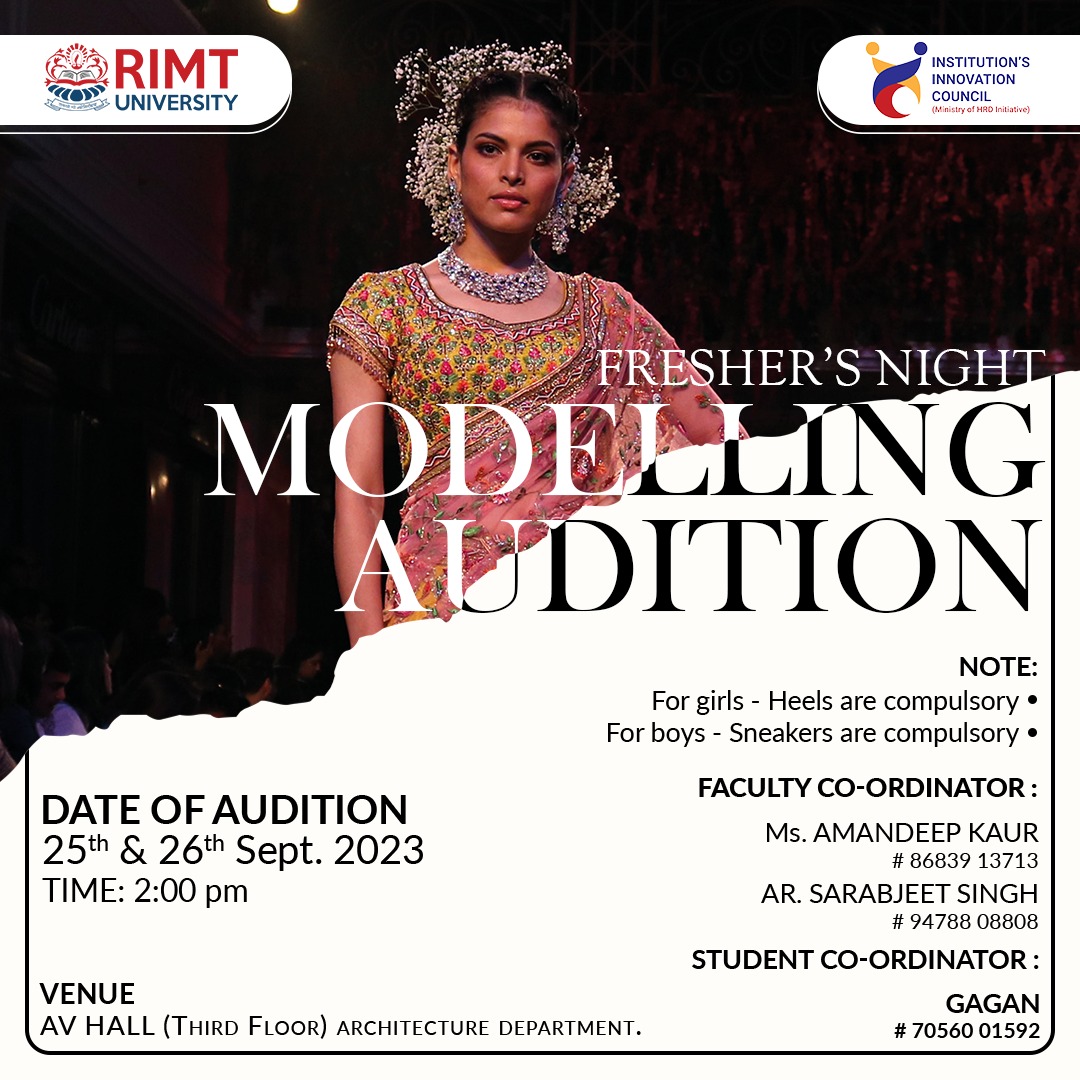 RIMT
UNIVERSITY
INSTITUTION'S
INNOVATION
COUNCIL
(Ministry of HRD Initiative)
FRESHER'S NIGHT
MODELLING
AUDITION
NOTE:
For girls - Heels are compulsory •
For boys - Sneakers are compulsory •
FACULTY CO-ORDINATOR :
Ms. AMANDEEP KAUR
# 86839 13713
AR. SARABJEET SINGH
# 94788 08808
STUDENT CO-ORDINATOR :
GAGAN
# 70560 01592
DATE OF AUDITION
25th & 26th Sept. 2023
TIME: 2:00 pm
VENUE
AV HALL (THIRD FLOOR) ARCHITECTURE DEPARTMENT.